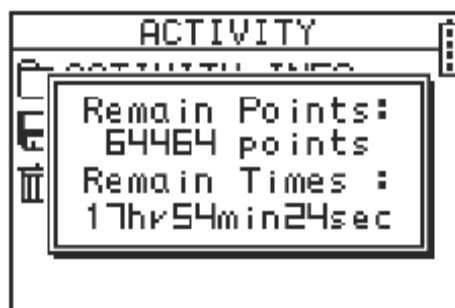 ACTIVITY
Remain Points:
64464 points
Remain Times :
17hr54min24sec